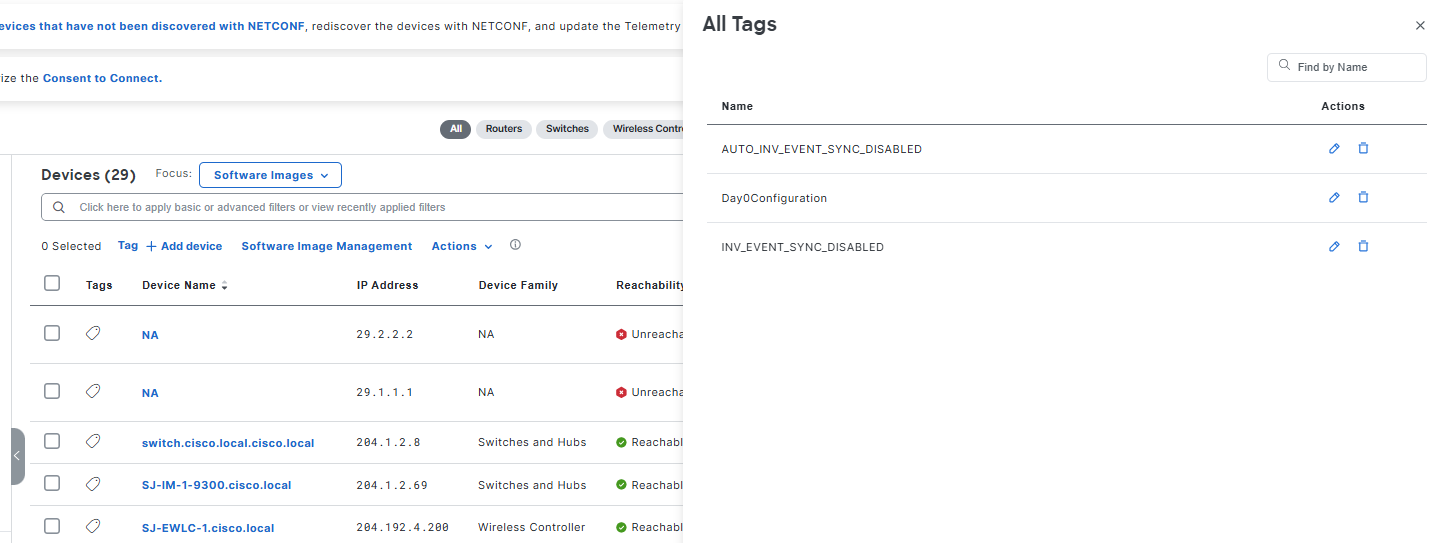 evices that have not been discovered with NETCONF, rediscover the devices with NETCONF, and update the Telemetry
ize the Consent to Connect.
All Routers Switches Wireless Contr
Devices (29) Focus: Software Images
Click here to apply basic or advanced filters or view recently applied filters
0 Selected Tag + Add device Software Image Management Actions
Tags Device Name IP Address Device Family Reachability
NA 29.2.2.2 NA Unreacha
NA 29.1.1.1 NA Unreacha
switch.cisco.local.cisco.local 204.1.2.8 Switches and Hubs Reachabl
SJ-IM-1-9300.cisco.local 204.1.2.69 Switches and Hubs Reachabl
SJ-EWLC-1.cisco.local 204.192.4.200 Wireless Controller Reachabl
All Tags
Find by Name
Name Actions
AUTO_INV_EVENT_SYNC_DISABLED
Day0Configuration
INV_EVENT_SYNC_DISABLED